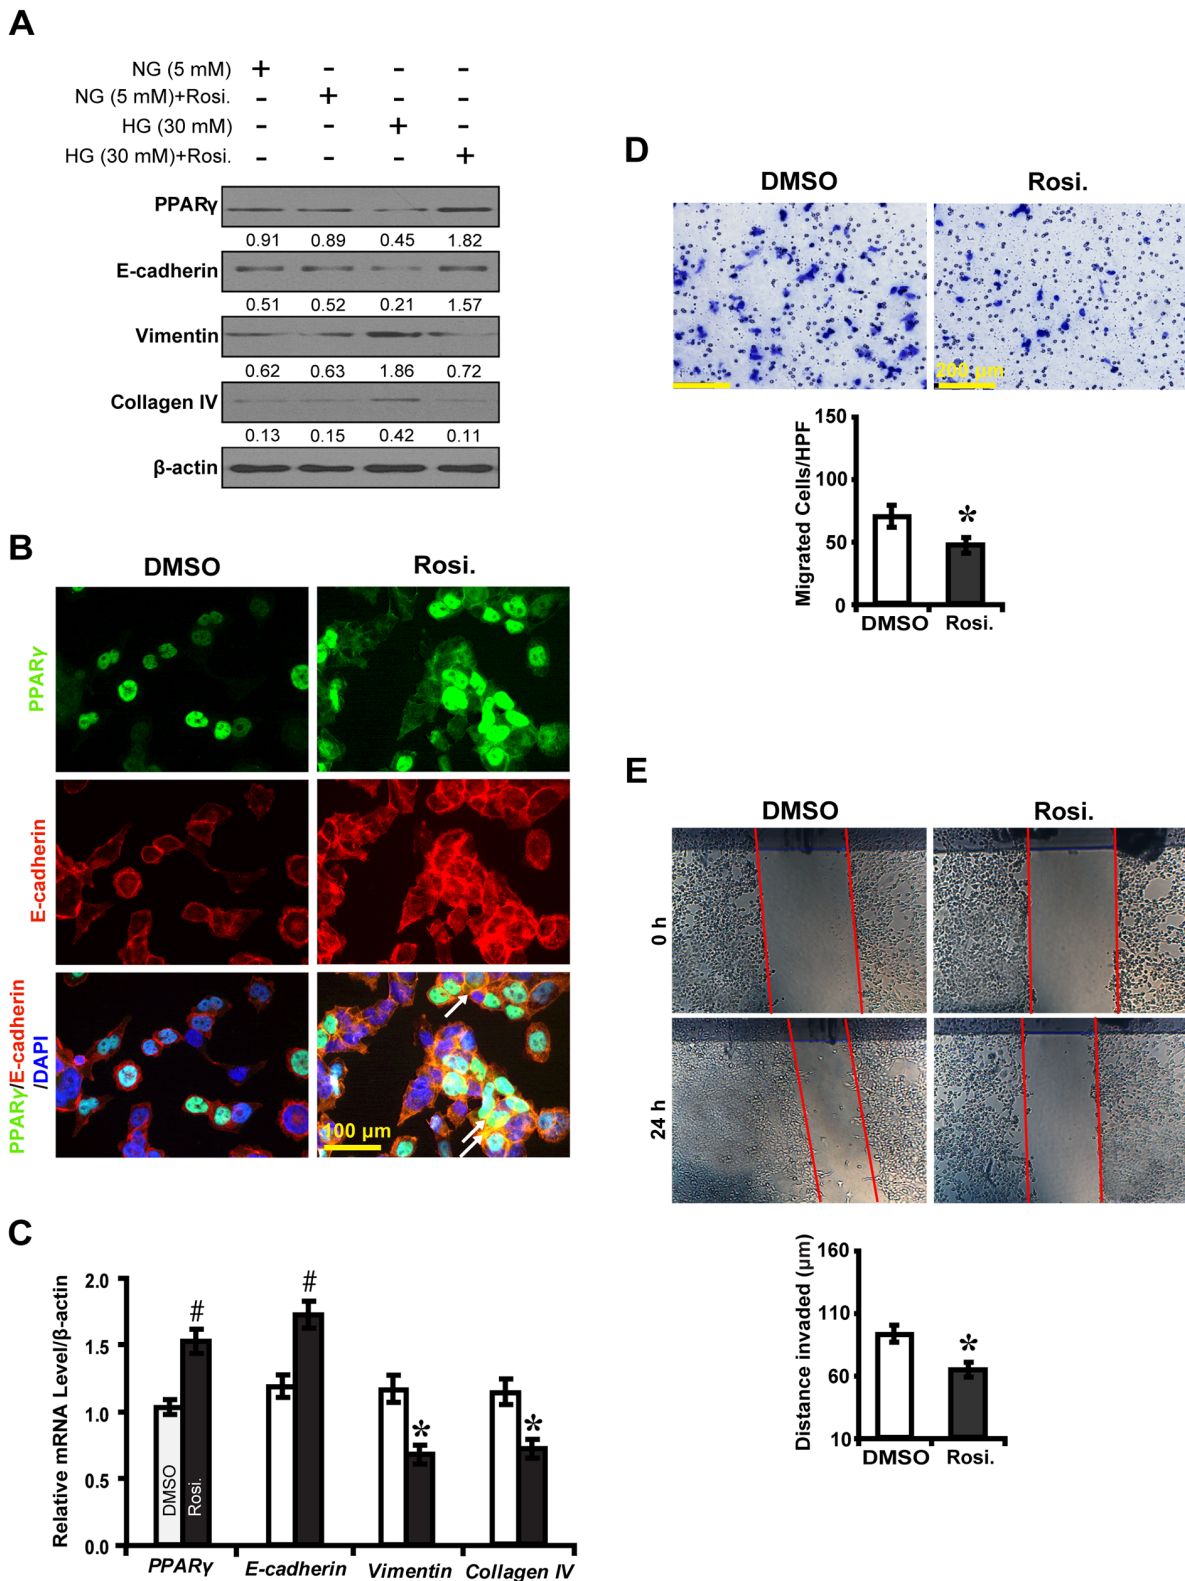 A
NG (5 mM) + - - -
NG (5 mM)+Rosi. - + - -
HG (30 mM) - - + -
HG (30 mM)+Rosi. - - - +
PPARγ
0.91 0.89 0.45 1.82
E-cadherin
0.51 0.52 0.21 1.57
Vimentin
0.62 0.63 1.86 0.72
Collagen IV
0.13 0.15 0.42 0.11
β-actin
B
DMSO Rosi.
PPARγ
E-cadherin
PPARγ/E-cadherin
/DAPI
100 µm
C
Relative mRNA Level/β-actin
2.0
1.5
1.0
0.5
0.0
# # * *
DMSO
Rosi.
PPARγ E-cadherin Vimentin Collagen IV
D
DMSO Rosi.
200 µm
Migrated Cells/HPF
150
100
50
0
*
DMSO Rosi.
E
DMSO Rosi.
0 h
24 h
Distance invaded (µm)
160
110
60
10
*
DMSO Rosi.